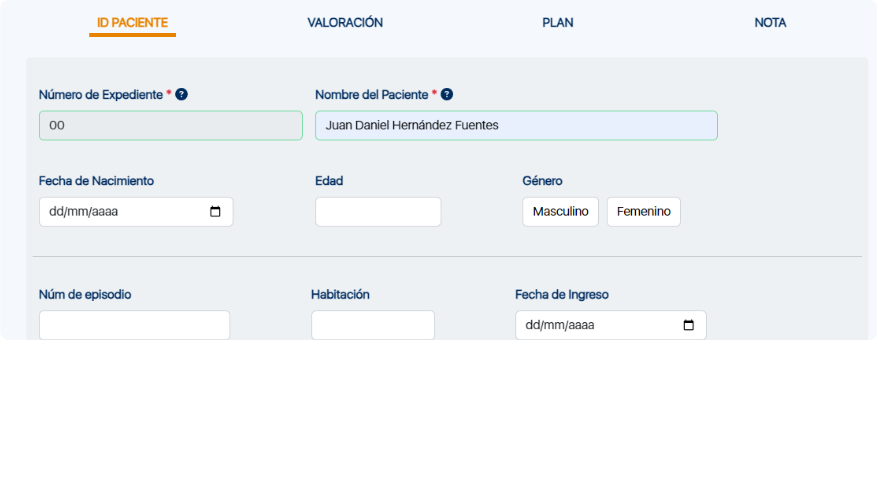 ID PACIENTE VALORACIÓN PLAN NOTA
Número de Expediente * ? Nombre del Paciente * ?
00 Juan Daniel Hernández Fuentes
Fecha de Nacimiento Edad Género
dd/mm/aaaa Masculino Femenino
Núm de episodio Habitación Fecha de Ingreso
dd/mm/aaaa